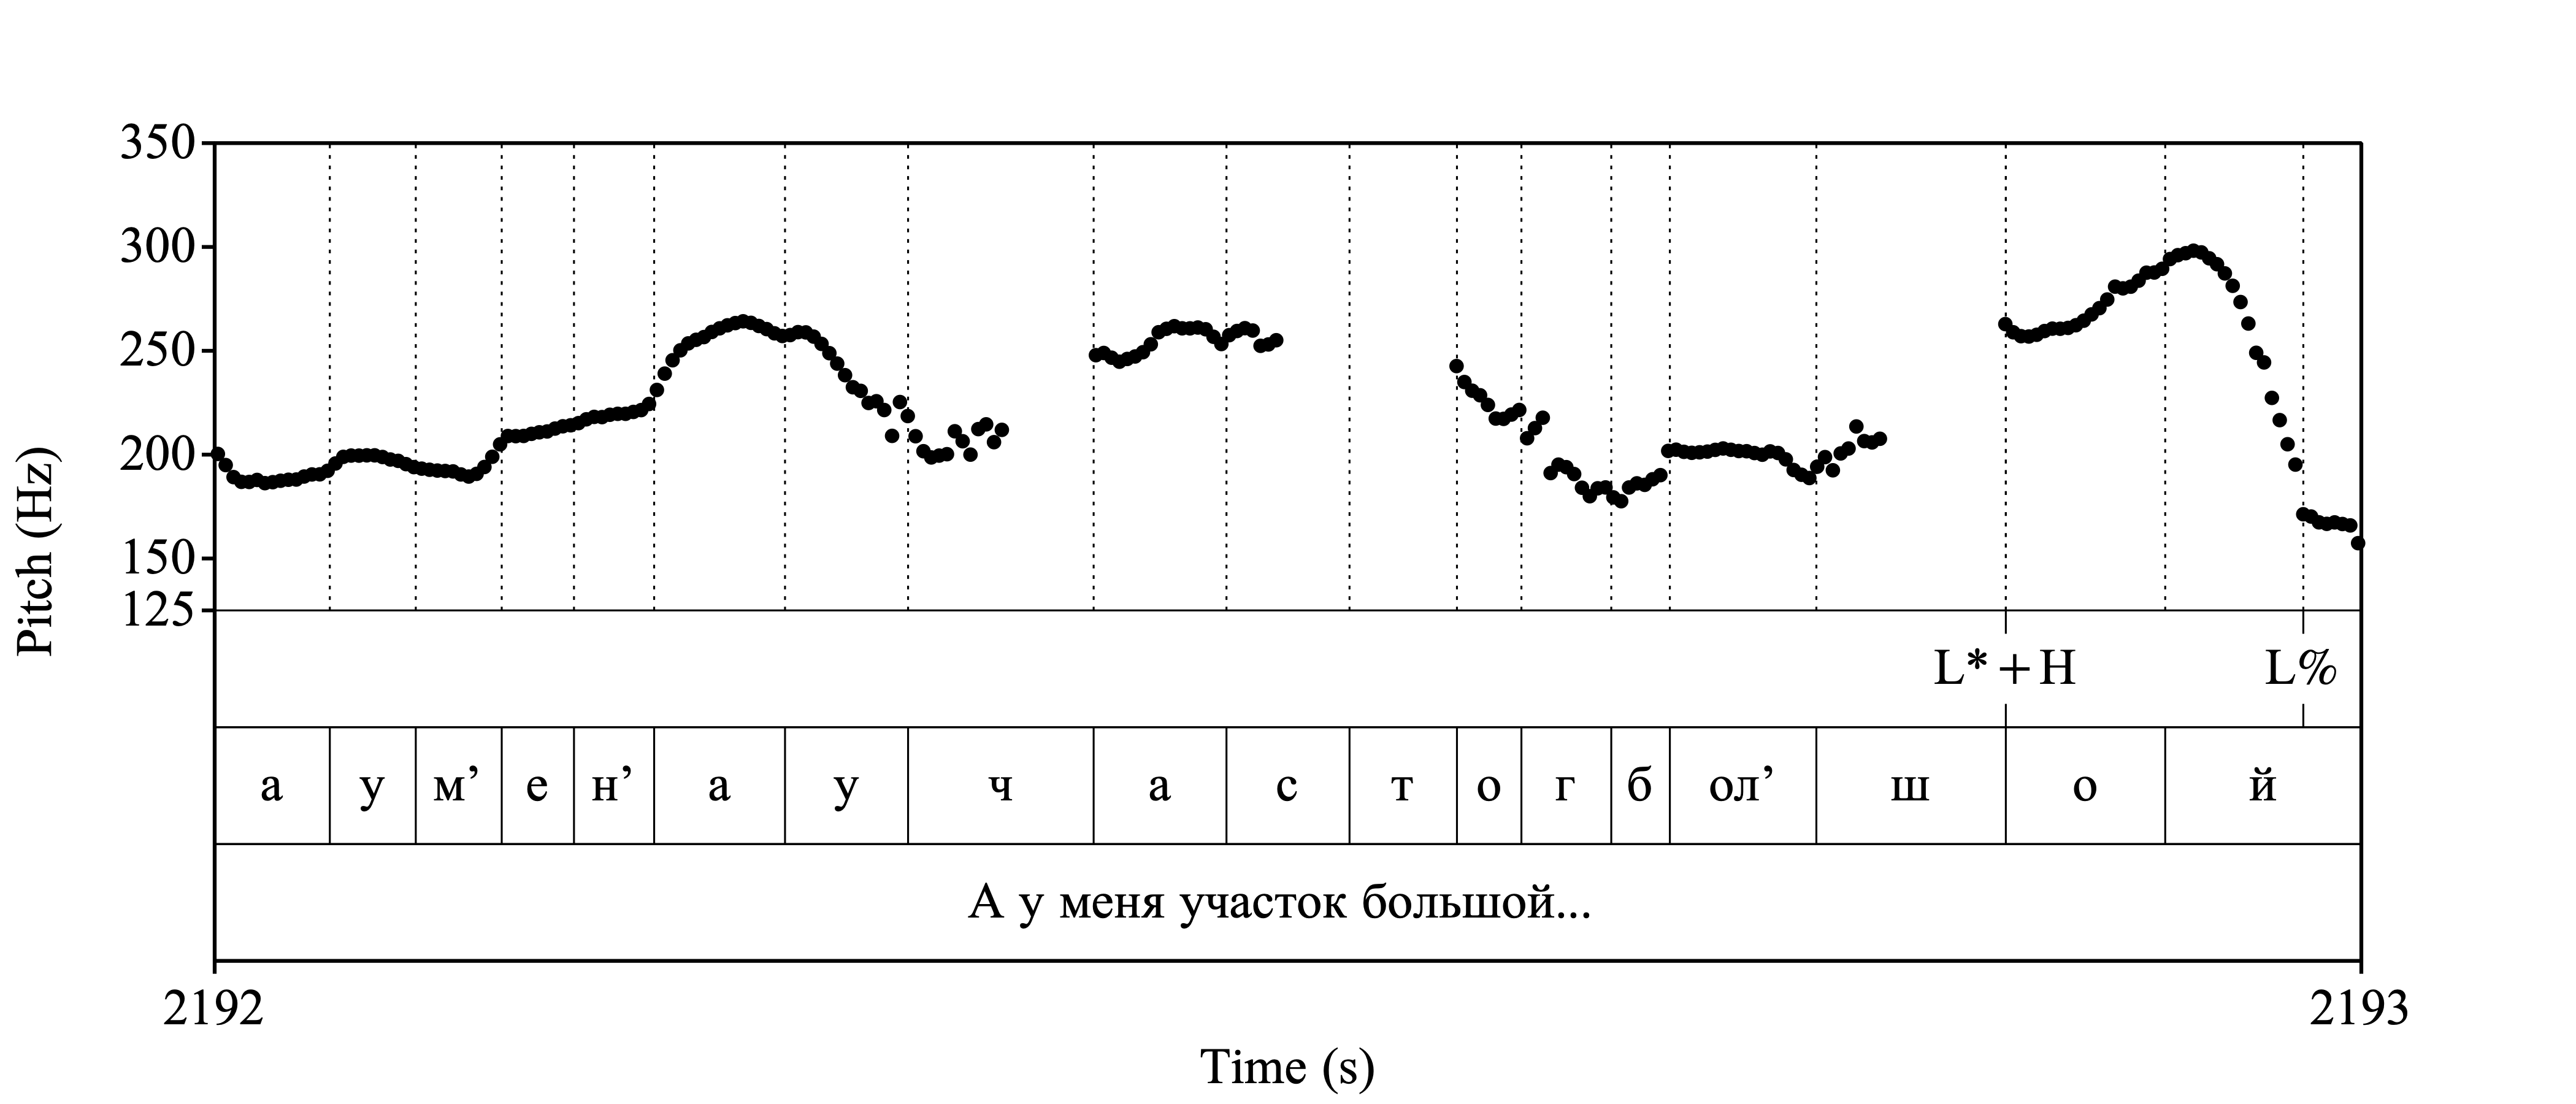 350
300
250
200
150
125
Pitch (Hz)
L*+H L%
а у м’ е н’ а у ч а с т о г б ол’ ш о й
А у меня участок большой...
2192 2193
Time (s)